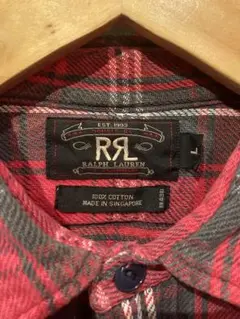 EST. 1993
RRL
RALPH LAUREN
L
100% COTTON
MADE IN SINGAPORE